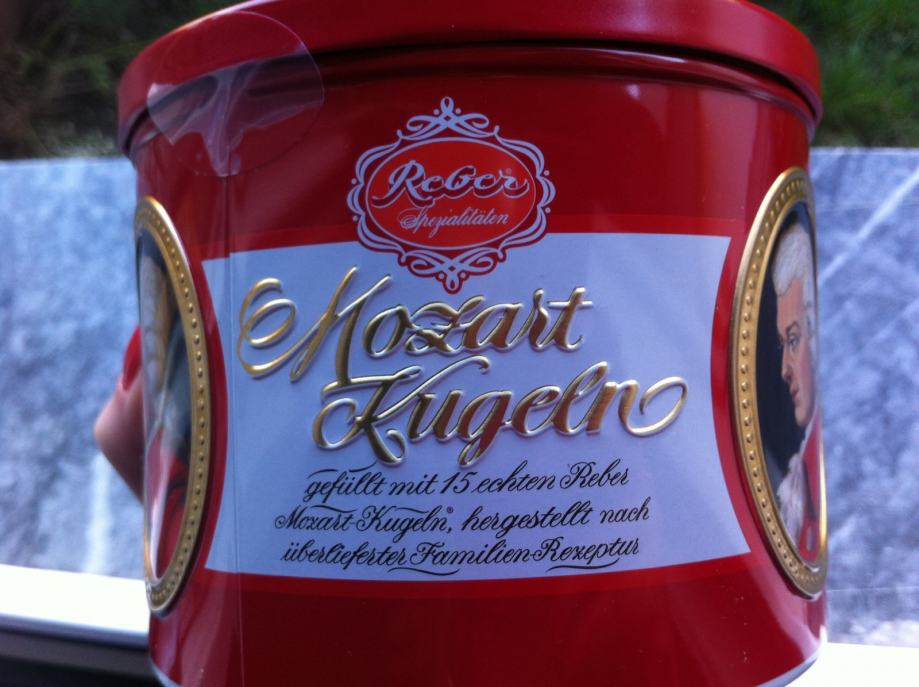 Reber
Spezialitäten
Mozart
Kugeln
gefüllt mit 15 echten Reber
Mozart-Kugeln®, hergestellt nach
überlieferter Familien-Rezeptur